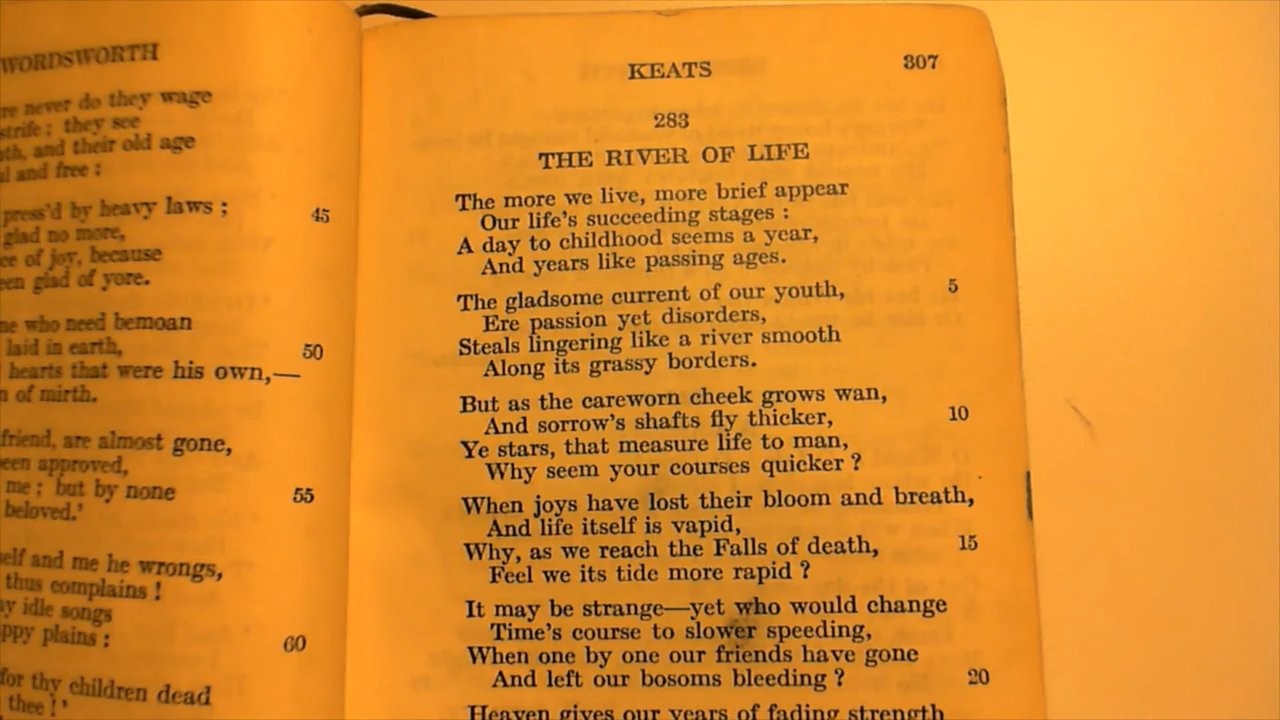 WORDSWORTH
re never do they wage
strife ; they see
th, and their old age
l and free :
press'd by heavy laws ;
45
glad no more,
ce of joy, because
een glad of yore.
ne who need bemoan
laid in earth,
50
hearts that were his own,—
n of mirth.
friend, are almost gone,
een approved,
me ; but by none
55
beloved.'
self and me he wrongs,
thus complains !
y idle songs
ppy plains :
60
for thy children dead
thee !'
KEATS
307
283
THE RIVER OF LIFE
The more we live, more brief appear
Our life's succeeding stages :
A day to childhood seems a year,
And years like passing ages.
The gladsome current of our youth,
5
Ere passion yet disorders,
Steals lingering like a river smooth
Along its grassy borders.
But as the careworn cheek grows wan,
And sorrow's shafts fly thicker,
10
Ye stars, that measure life to man,
Why seem your courses quicker ?
When joys have lost their bloom and breath,
And life itself is vapid,
Why, as we reach the Falls of death,
15
Feel we its tide more rapid ?
It may be strange—yet who would change
Time's course to slower speeding,
When one by one our friends have gone
And left our bosoms bleeding ?
20
Heaven gives our years of fading strength